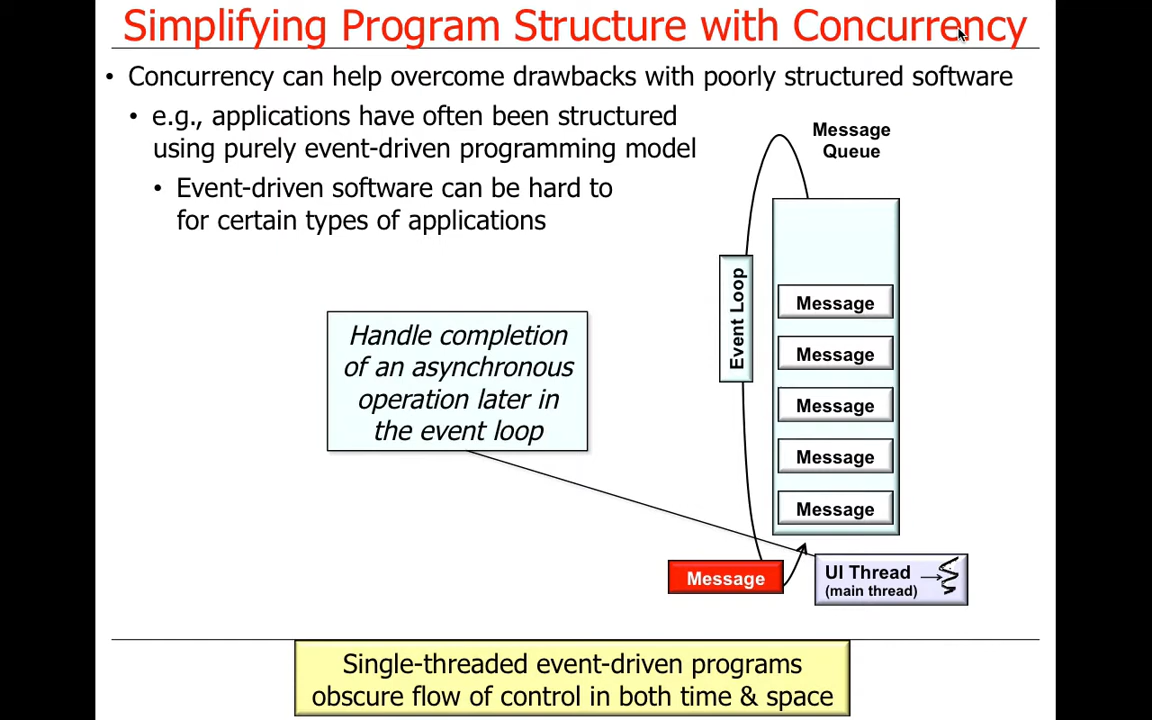 Simplifying Program Structure with Concurrency
• Concurrency can help overcome drawbacks with poorly structured software
• e.g., applications have often been structured
using purely event-driven programming model
• Event-driven software can be hard to
for certain types of applications
Message
Queue
Event Loop
Message
Message
Message
Message
Message
Handle completion
of an asynchronous
operation later in
the event loop
Message
UI Thread
(main thread)
Single-threaded event-driven programs
obscure flow of control in both time & space